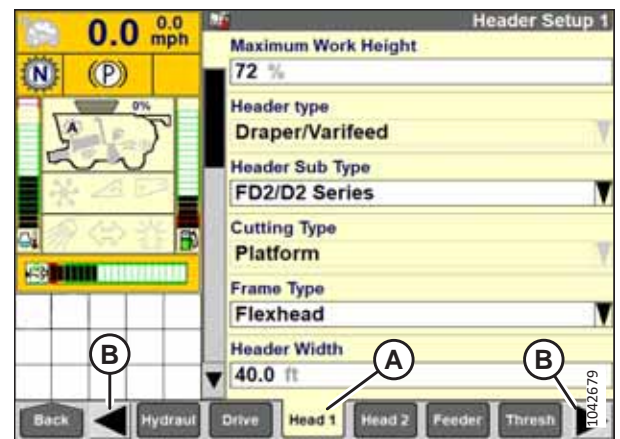 0.0 0.0 mph
Header Setup 1
N
(P)
0%
A
Maximum Work Height
72 %
Header type
Draper/Varifeed
Header Sub Type
FD2/D2 Series
Cutting Type
Platform
Frame Type
Flexhead
Header Width
40.0 ft
B
A
B
1042679
Back
Hydraul
Drive
Head 1
Head 2
Feeder
Thresh